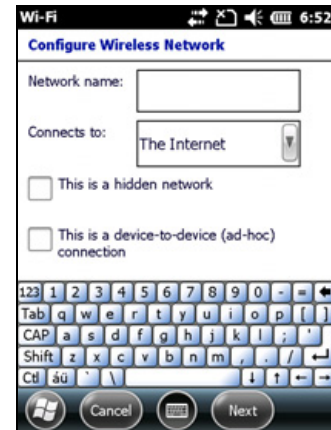 Wi-Fi 6:52
Configure Wireless Network
Network name:
Connects to: The Internet
This is a hidden network
This is a device-to-device (ad-hoc)
connection
123 1 2 3 4 5 6 7 8 9 0 - =
Tab q w e r t y u i o p [ ]
CAP a s d f g h j k l ; '
Shift z x c v b n m , . /
Ctl áü ` \
Cancel Next